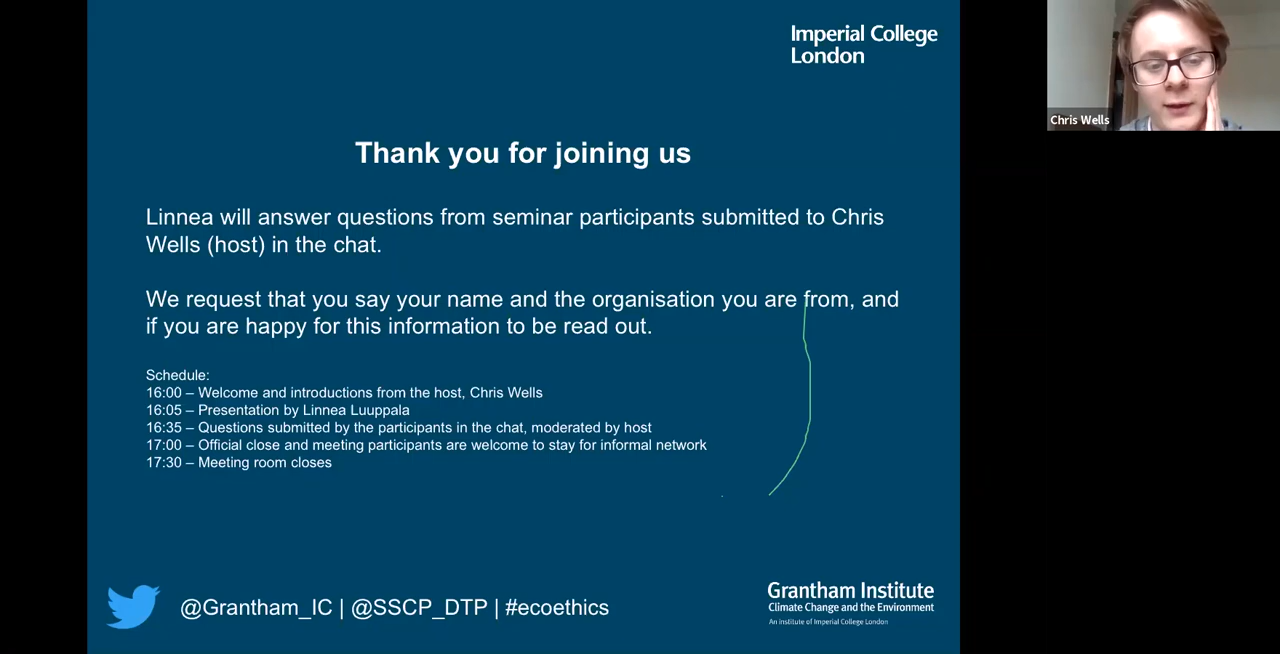 Imperial College
London
Chris Wells
Thank you for joining us
Linnea will answer questions from seminar participants submitted to Chris
Wells (host) in the chat.
We request that you say your name and the organisation you are from, and
if you are happy for this information to be read out.
Schedule:
16:00 – Welcome and introductions from the host, Chris Wells
16:05 – Presentation by Linnea Luuppala
16:35 – Questions submitted by the participants in the chat, moderated by host
17:00 – Official close and meeting participants are welcome to stay for informal network
17:30 – Meeting room closes
@Grantham_IC | @SSCP_DTP | #ecoethics
Grantham Institute
Climate Change and the Environment
An institute of Imperial College London